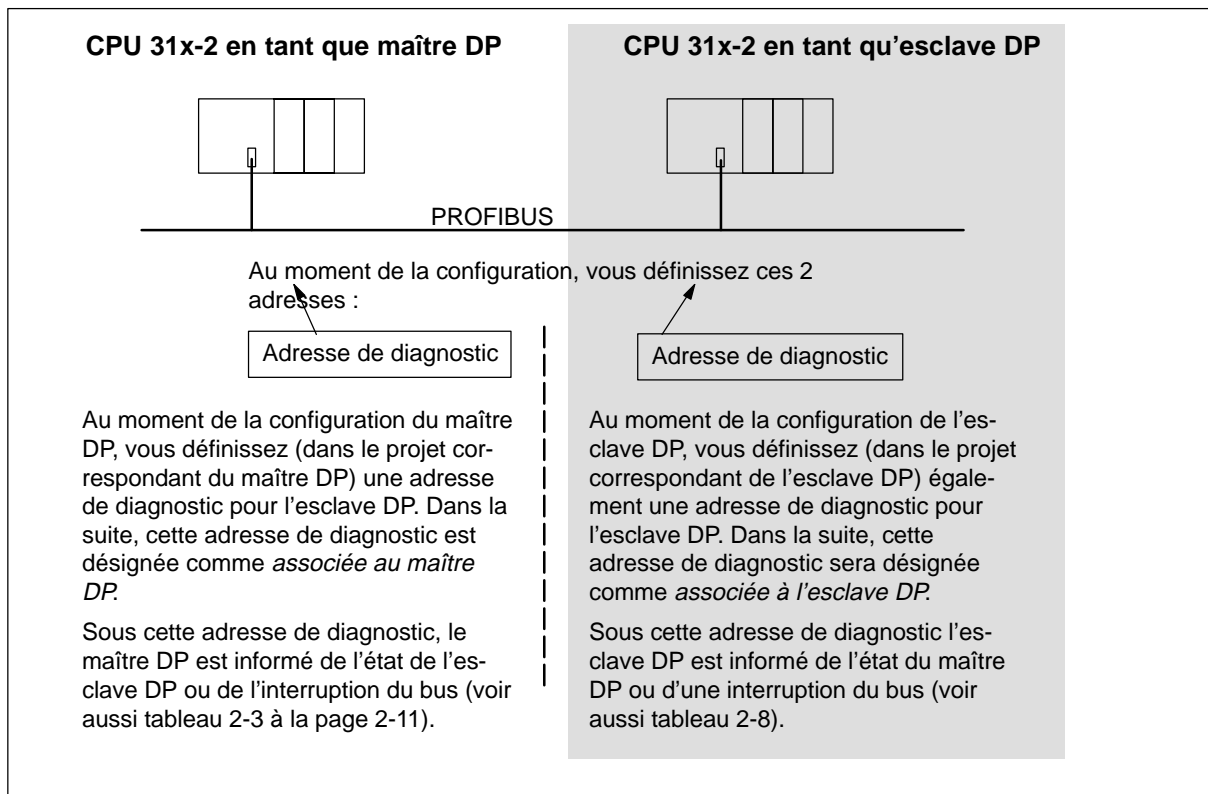 CPU 31x-2 en tant que maître DP
CPU 31x-2 en tant qu'esclave DP
PROFIBUS
Au moment de la configuration, vous définissez ces 2
adresses :
Adresse de diagnostic
Adresse de diagnostic
Au moment de la configuration du maître
DP, vous définissez (dans le projet cor-
respondant du maître DP) une adresse
de diagnostic pour l'esclave DP. Dans la
suite, cette adresse de diagnostic est
désignée comme associée au maître
DP.
Sous cette adresse de diagnostic, le
maître DP est informé de l'état de l'es-
clave DP ou de l'interruption du bus (voir
aussi tableau 2-3 à la page 2-11).
Au moment de la configuration de l'es-
clave DP, vous définissez (dans le projet
correspondant de l'esclave DP) égale-
ment une adresse de diagnostic pour
l'esclave DP. Dans la suite, cette
adresse de diagnostic sera désignée
comme associée à l'esclave DP.
Sous cette adresse de diagnostic l'es-
clave DP est informé de l'état du maître
DP ou d'une interruption du bus (voir
aussi tableau 2-8).